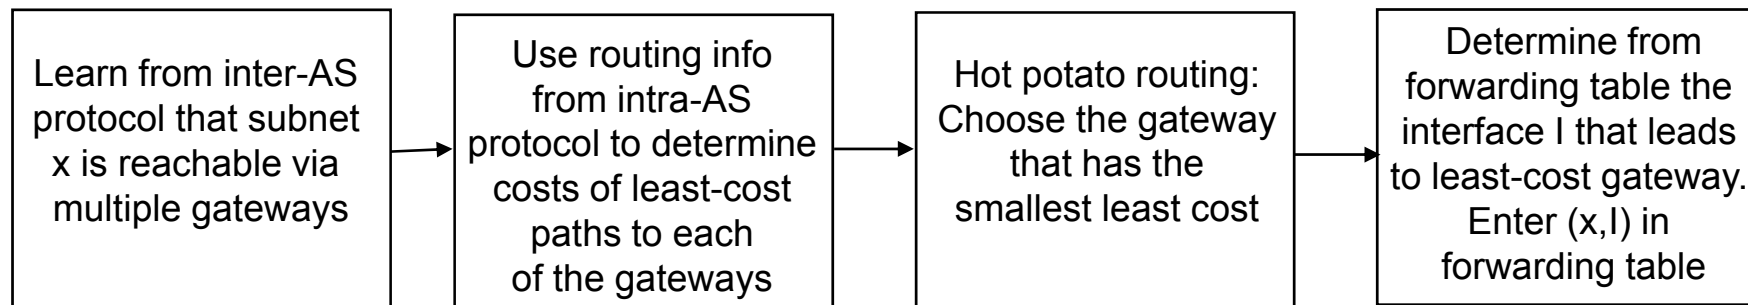 Learn from inter-AS
protocol that subnet
x is reachable via
multiple gateways
Use routing info
from intra-AS
protocol to determine
costs of least-cost
paths to each
of the gateways
Hot potato routing:
Choose the gateway
that has the
smallest least cost
Determine from
forwarding table the
interface I that leads
to least-cost gateway.
Enter (x,I) in
forwarding table